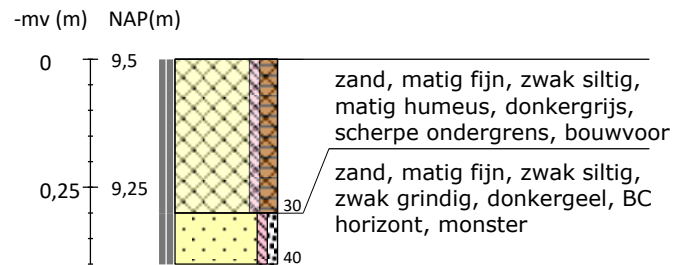 -mv (m) NAP(m)
0 9,5
zand, matig fijn, zwak siltig,
matig humeus, donkergrijs,
scherpe ondergrens, bouwvoor
0,25 9,25
30
zand, matig fijn, zwak siltig,
zwak grindig, donkergeel, BC
horizont, monster
40